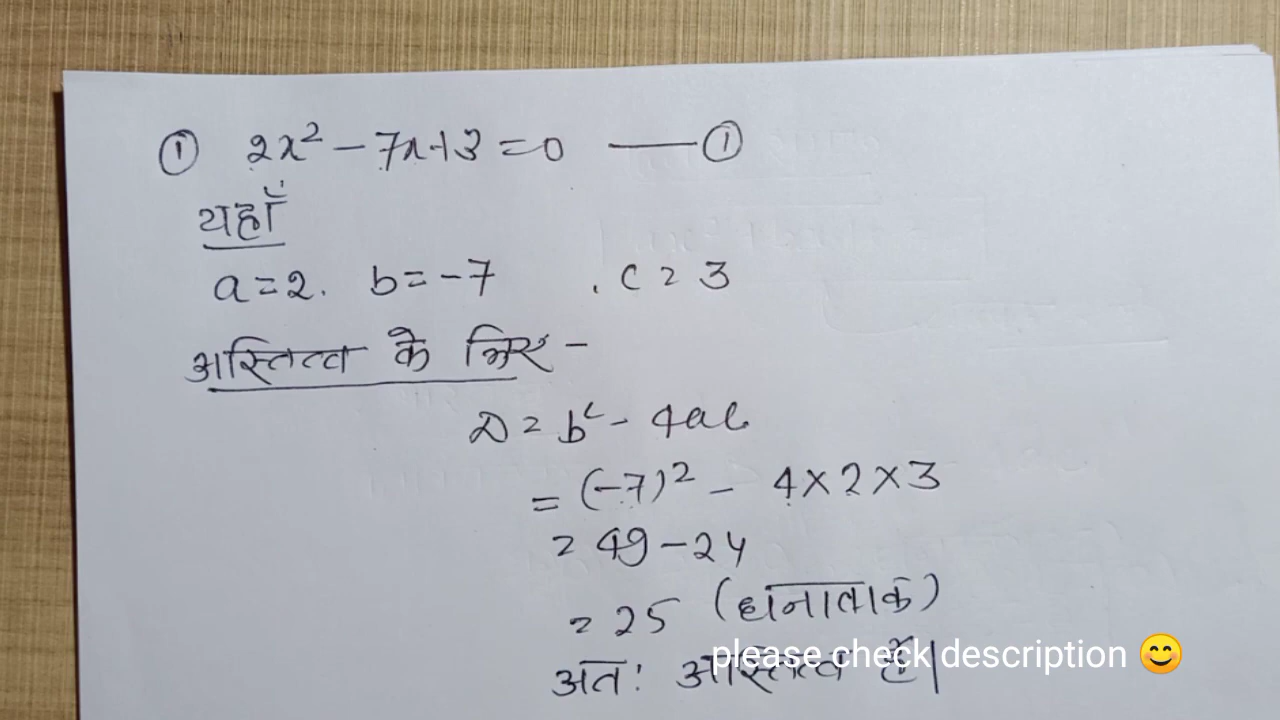 ① 2x² - 7x+3 = 0 —— ①
यहाँ
a = 2. b = -7 , c = 3
अस्तित्व के लिए -
D = b² - 4ac
= (-7)² - 4×2×3
= 49 - 24
= 25 (धनात्मक)
अत: अस्तित्व है।
please check description 😊